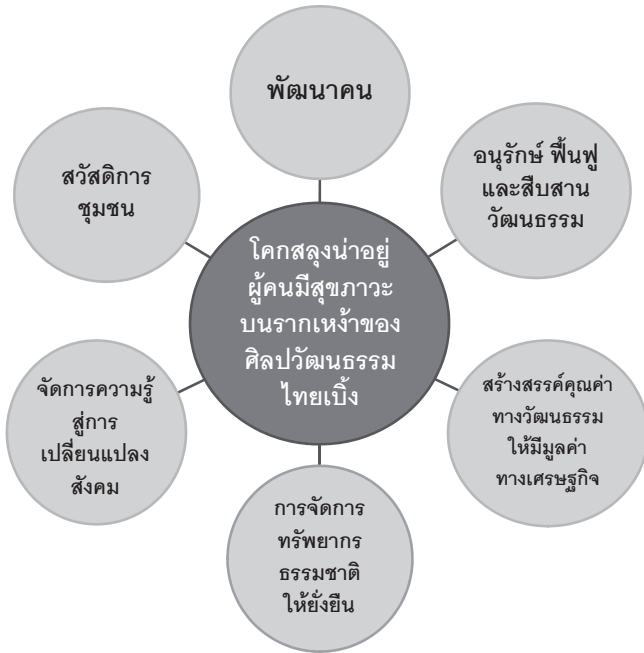 พัฒนาคน
อนุรักษ์ ฟื้นฟู
และสืบสาน
วัฒนธรรม
สวัสดิการ
ชุมชน
โคกสลุงน่าอยู่
ผู้คนมีสุขภาวะ
บนรากเหง้าของ
ศิลปวัฒนธรรม
ไทยเบิ้ง
จัดการความรู้
สู่การ
เปลี่ยนแปลง
สังคม
สร้างสรรค์คุณค่า
ทางวัฒนธรรม
ให้มีมูลค่า
ทางเศรษฐกิจ
การจัดการ
ทรัพยากร
ธรรมชาติ
ให้ยั่งยืน